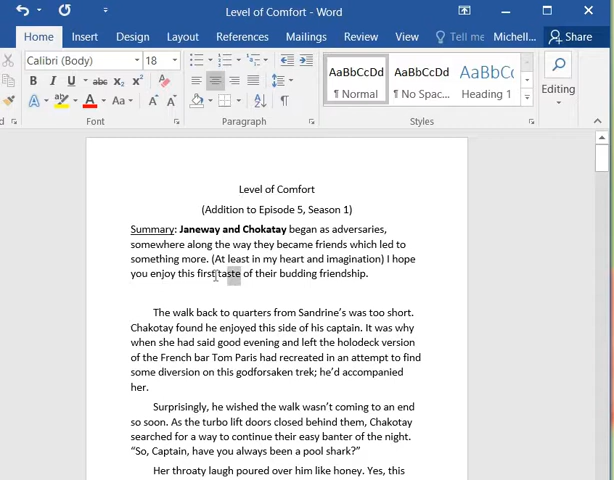 Level of Comfort - Word
Home Insert Design Layout References Mailings Review View Tell me Michell... Share
Calibri (Body) 18
B I U abc X₂ X² AaBbCcDd AaBbCcDd AaBbCc Editing
A ab A Aa A A ¶ Normal ¶ No Spac... Heading 1
Font Paragraph Styles
Level of Comfort
(Addition to Episode 5, Season 1)
Summary: Janeway and Chokatay began as adversaries,
somewhere along the way they became friends which led to
something more. (At least in my heart and imagination) I hope
you enjoy this first taste of their budding friendship.
The walk back to quarters from Sandrine's was too short.
Chakotay found he enjoyed this side of his captain. It was why
when she had said good evening and left the holodeck version
of the French bar Tom Paris had recreated in an attempt to find
some diversion on this godforsaken trek; he'd accompanied
her.
Surprisingly, he wished the walk wasn't coming to an end
so soon. As the turbo lift doors closed behind them, Chakotay
searched for a way to continue their easy banter of the night.
"So, Captain, have you always been a pool shark?"
Her throaty laugh poured over him like honey. Yes, this